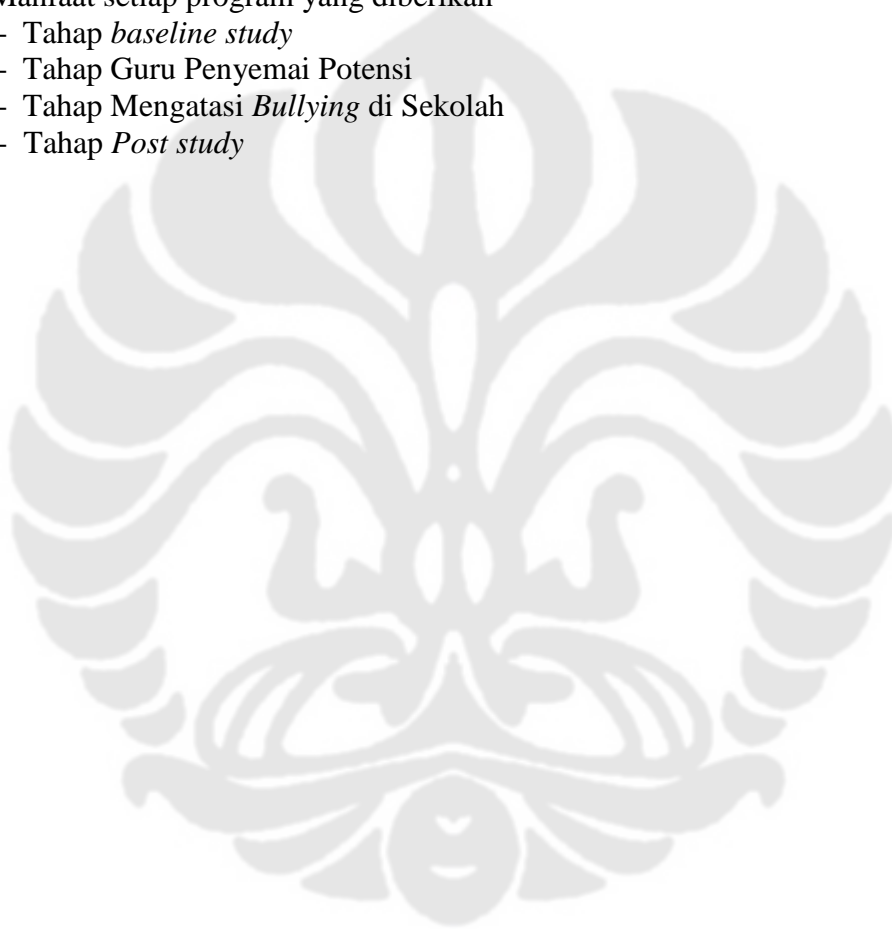 Manfaat setiap program yang diberikan
- Tahap baseline study
- Tahap Guru Penyemai Potensi
- Tahap Mengatasi Bullying di Sekolah
- Tahap Post study